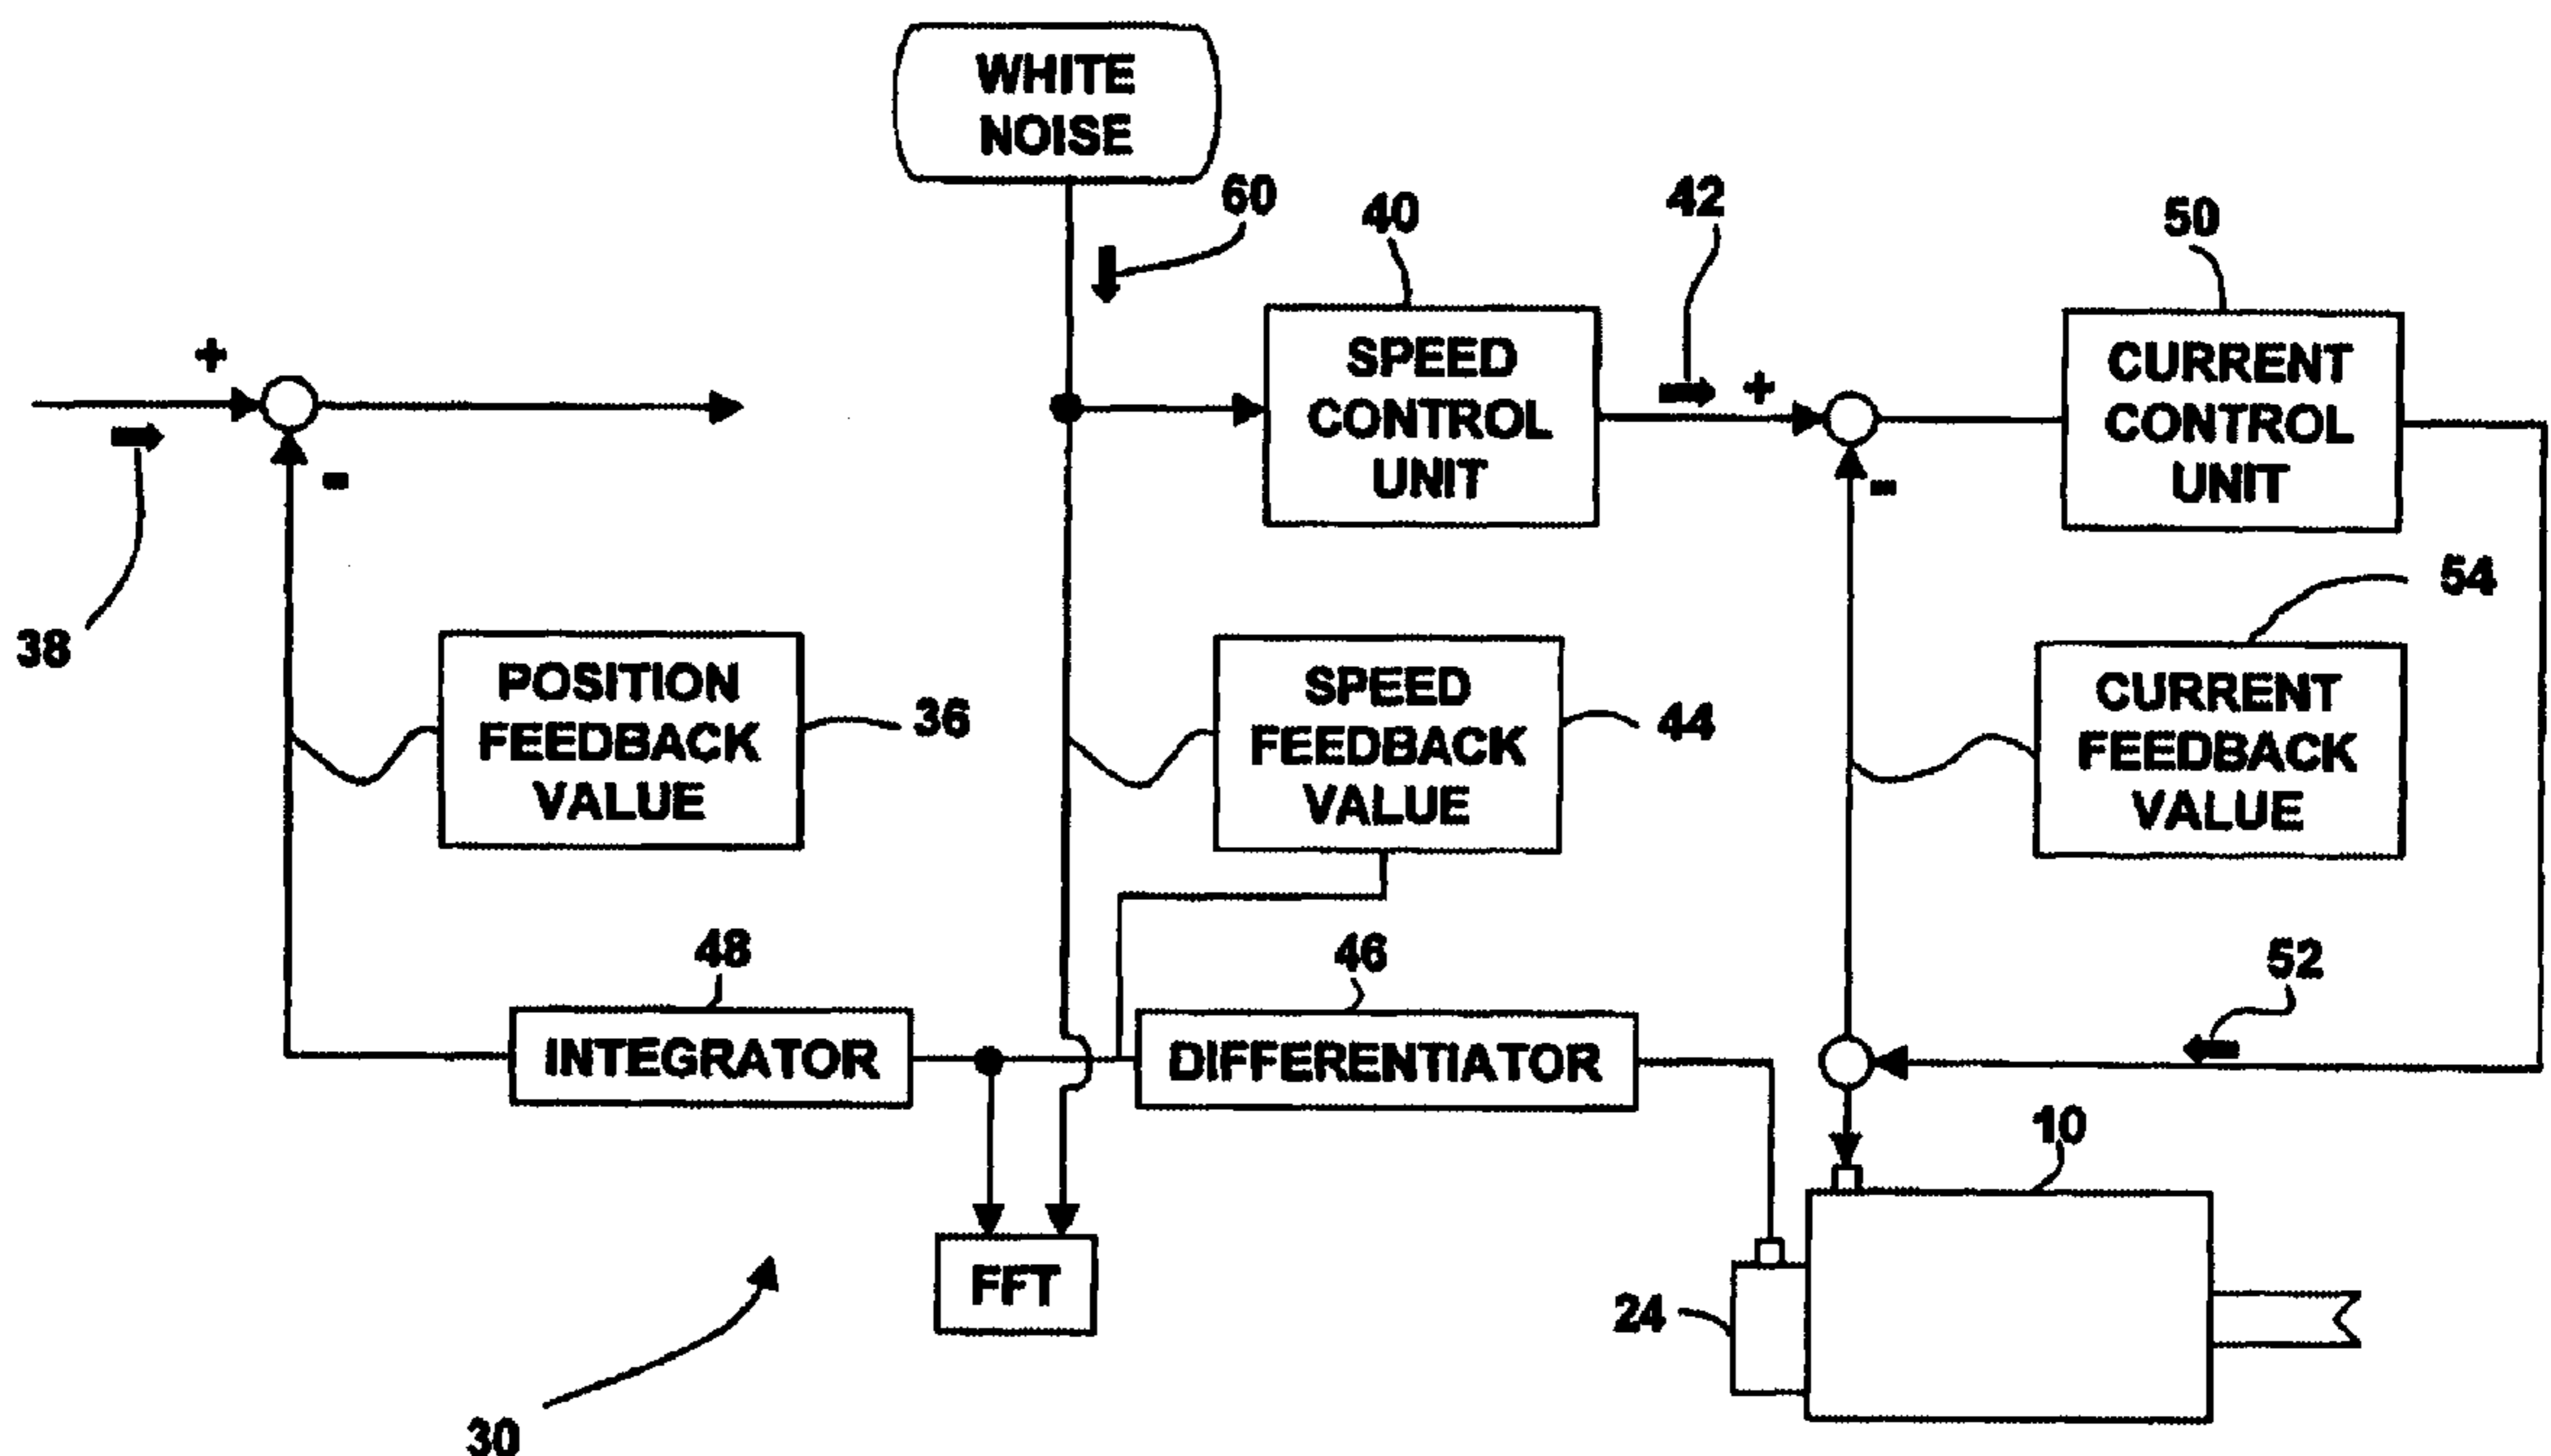 WHITE
NOISE
60
40
42
50
+
SPEED
CONTROL
UNIT
+
CURRENT
CONTROL
UNIT
-
-
38
54
POSITION
FEEDBACK
VALUE
36
SPEED
FEEDBACK
VALUE
44
CURRENT
FEEDBACK
VALUE
48
46
52
INTEGRATOR
DIFFERENTIATOR
10
FFT
24
30